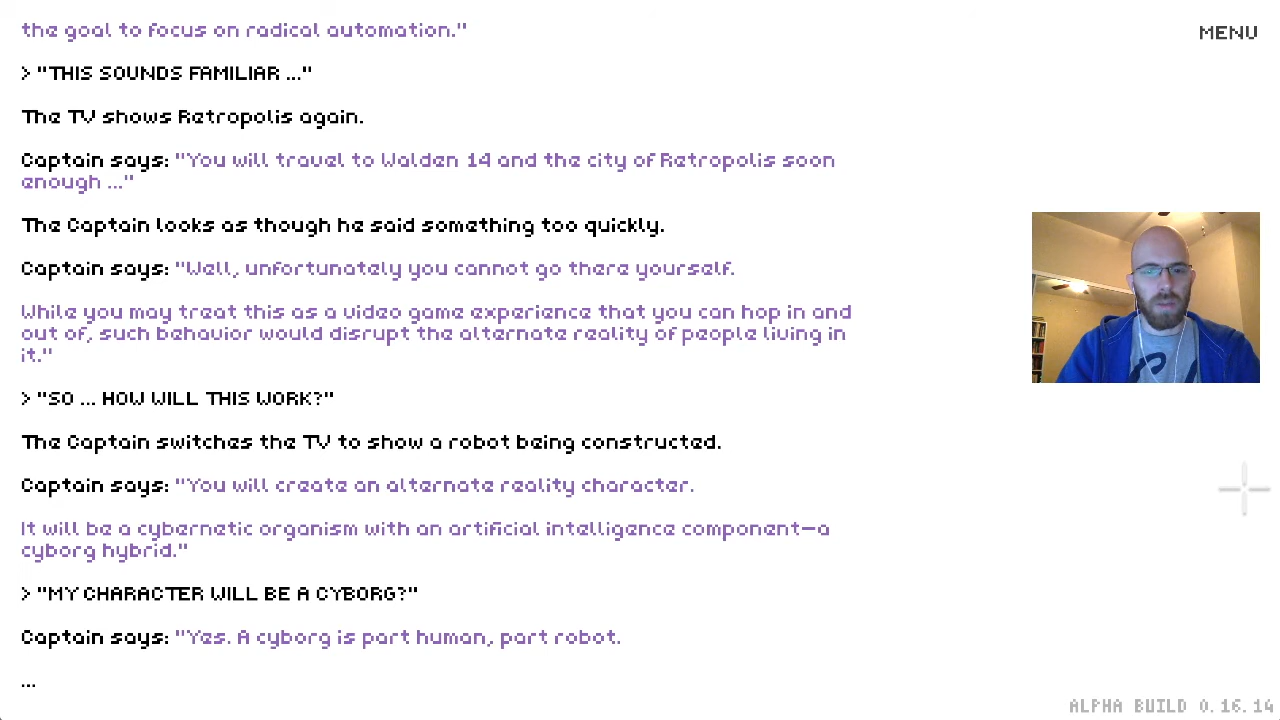 the goal to focus on radical automation."
MENU
> "THIS SOUNDS FAMILIAR ..."
The TV shows Retropolis again.
Captain says: "You will travel to Walden 14 and the city of Retropolis soon
enough ..."
The Captain looks as though he said something too quickly.
Captain says: "Well, unfortunately you cannot go there yourself.
While you may treat this as a video game experience that you can hop in and
out of, such behavior would disrupt the alternate reality of people living in
it."
> "SO ... HOW WILL THIS WORK?"
The Captain switches the TV to show a robot being constructed.
Captain says: "You will create an alternate reality character.
It will be a cybernetic organism with an artificial intelligence component—a
cyborg hybrid."
> "MY CHARACTER WILL BE A CYBORG?"
Captain says: "Yes. A cyborg is part human, part robot.
...
ALPHA BUILD 0.16.14